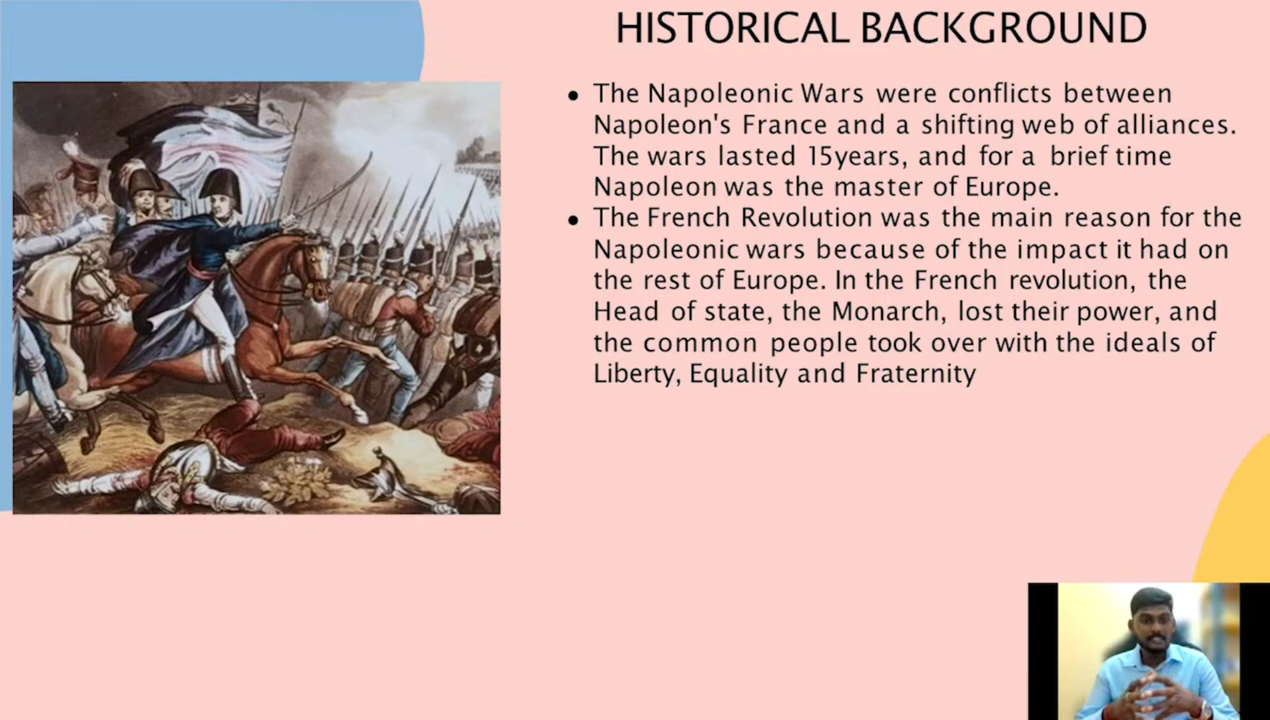 HISTORICAL BACKGROUND
• The Napoleonic Wars were conflicts between
Napoleon's France and a shifting web of alliances.
The wars lasted 15years, and for a brief time
Napoleon was the master of Europe.
• The French Revolution was the main reason for the
Napoleonic wars because of the impact it had on
the rest of Europe. In the French revolution, the
Head of state, the Monarch, lost their power, and
the common people took over with the ideals of
Liberty, Equality and Fraternity